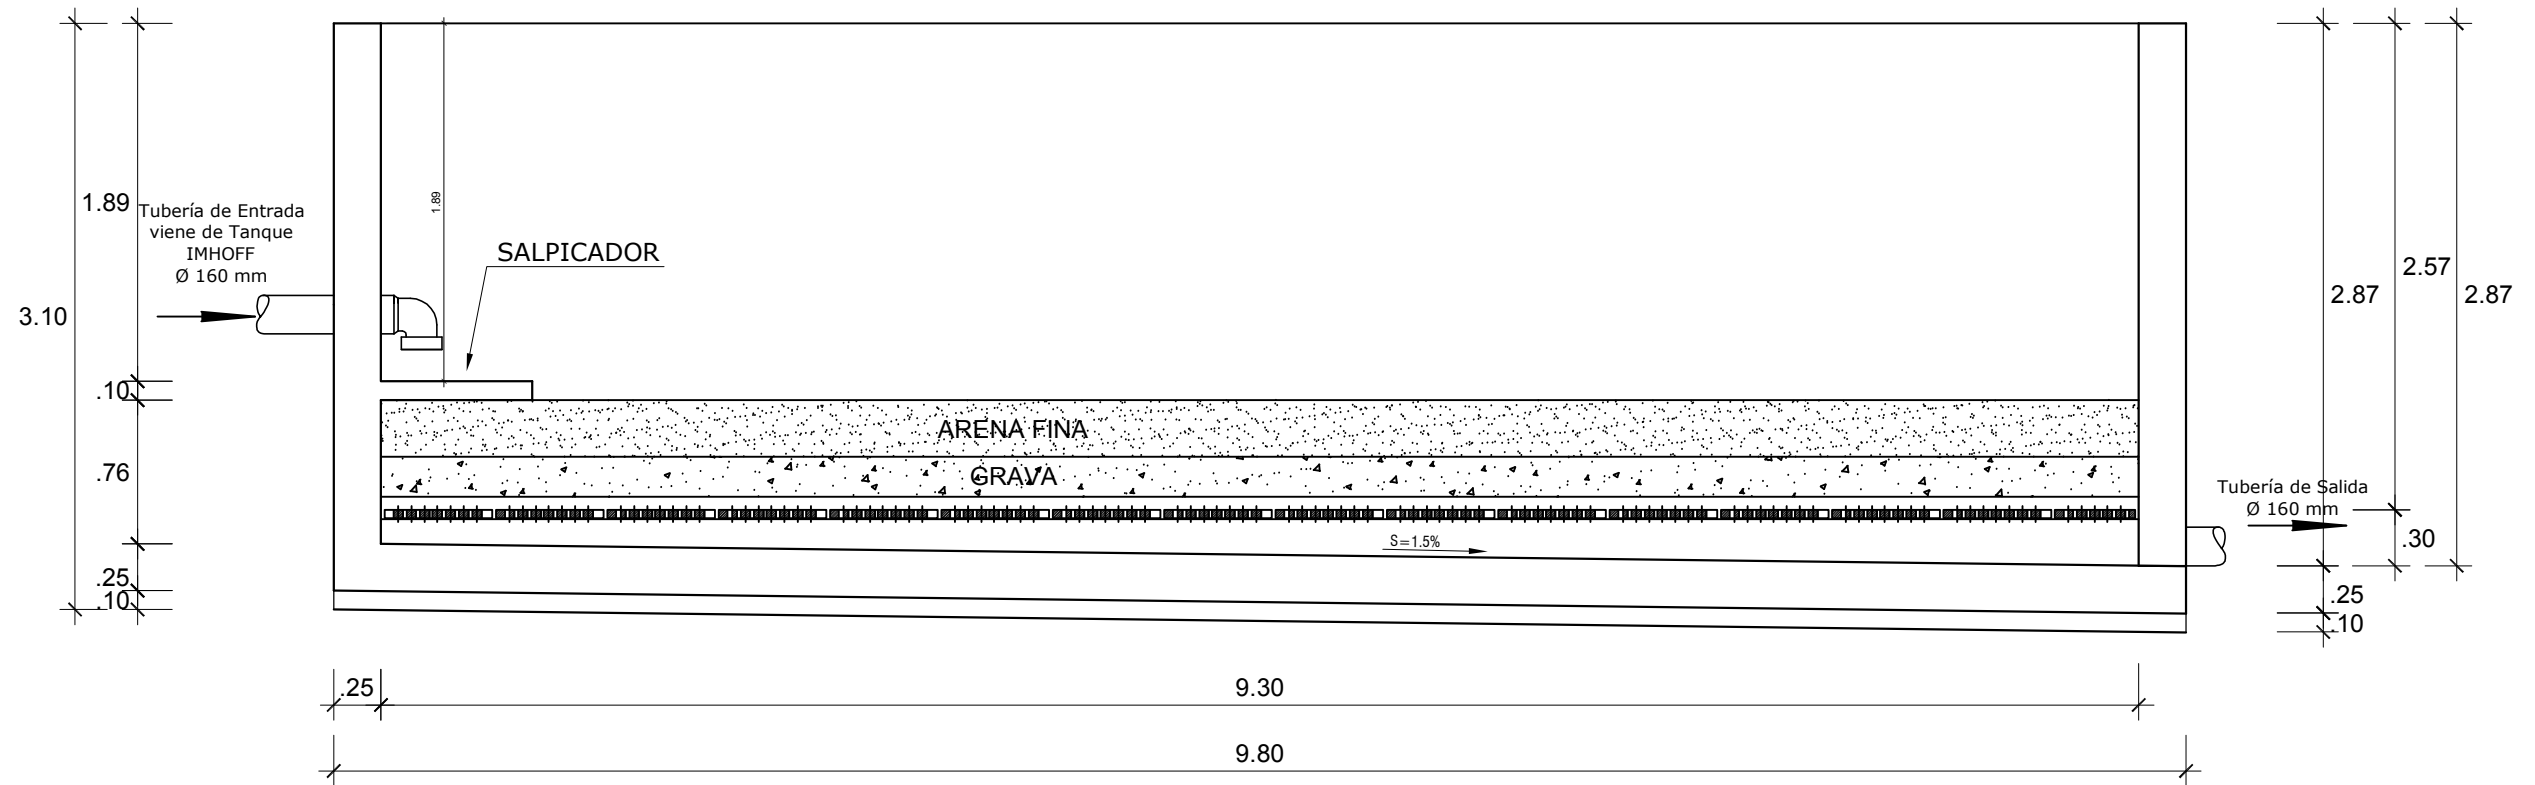 1.89
Tubería de Entrada
viene de Tanque
IMHOFF
Ø 160 mm
3.10
.10
.76
.25
.10
1.89
SALPICADOR
ARENA FINA
GRAVA
S=1.5%
2.57
2.87
2.87
Tubería de Salida
Ø 160 mm
.30
.25
.10
.25
9.30
9.80